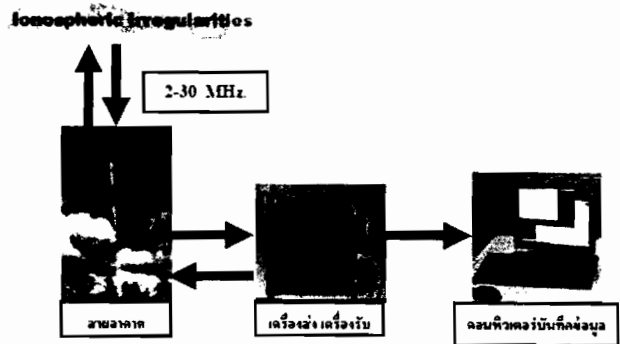 Ionospheric irregularities
2-30 MHz.
สายอากาศ
เครื่องส่ง เครื่องรับ
คอมพิวเตอร์บันทึกข้อมูล